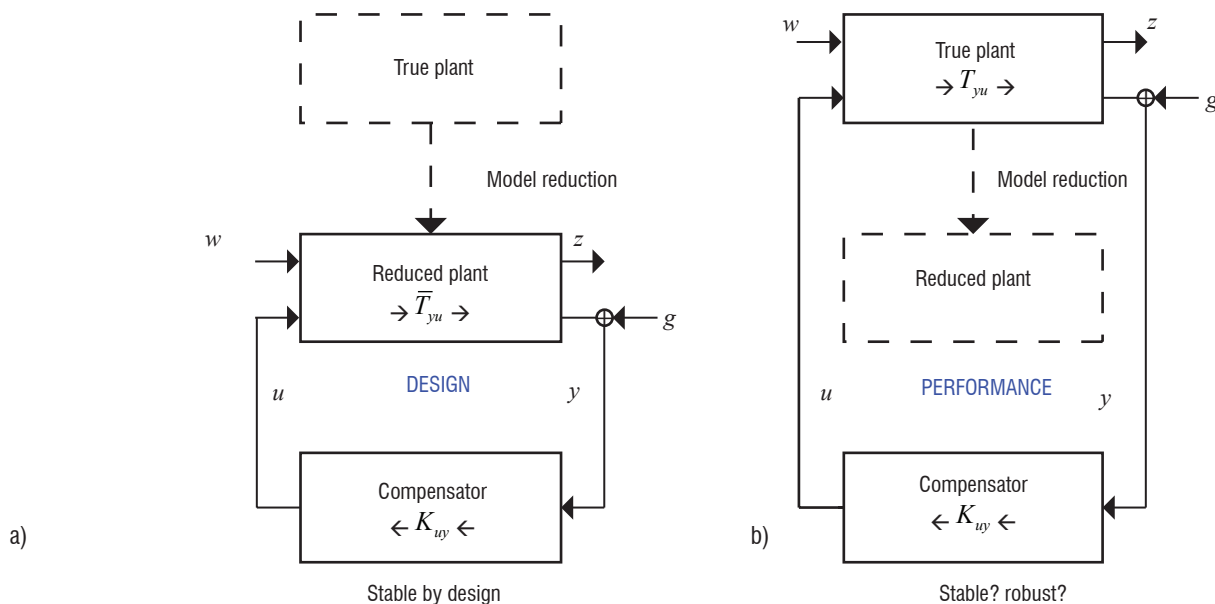 True plant
Model reduction
w
z
Reduced plant
→ T̅yu →
g
DESIGN
u
y
Compensator
← Kuy ←
a)
Stable by design
w
z
True plant
→ Tyu →
g
Model reduction
Reduced plant
u
PERFORMANCE
y
Compensator
← Kuy ←
b)
Stable? robust?